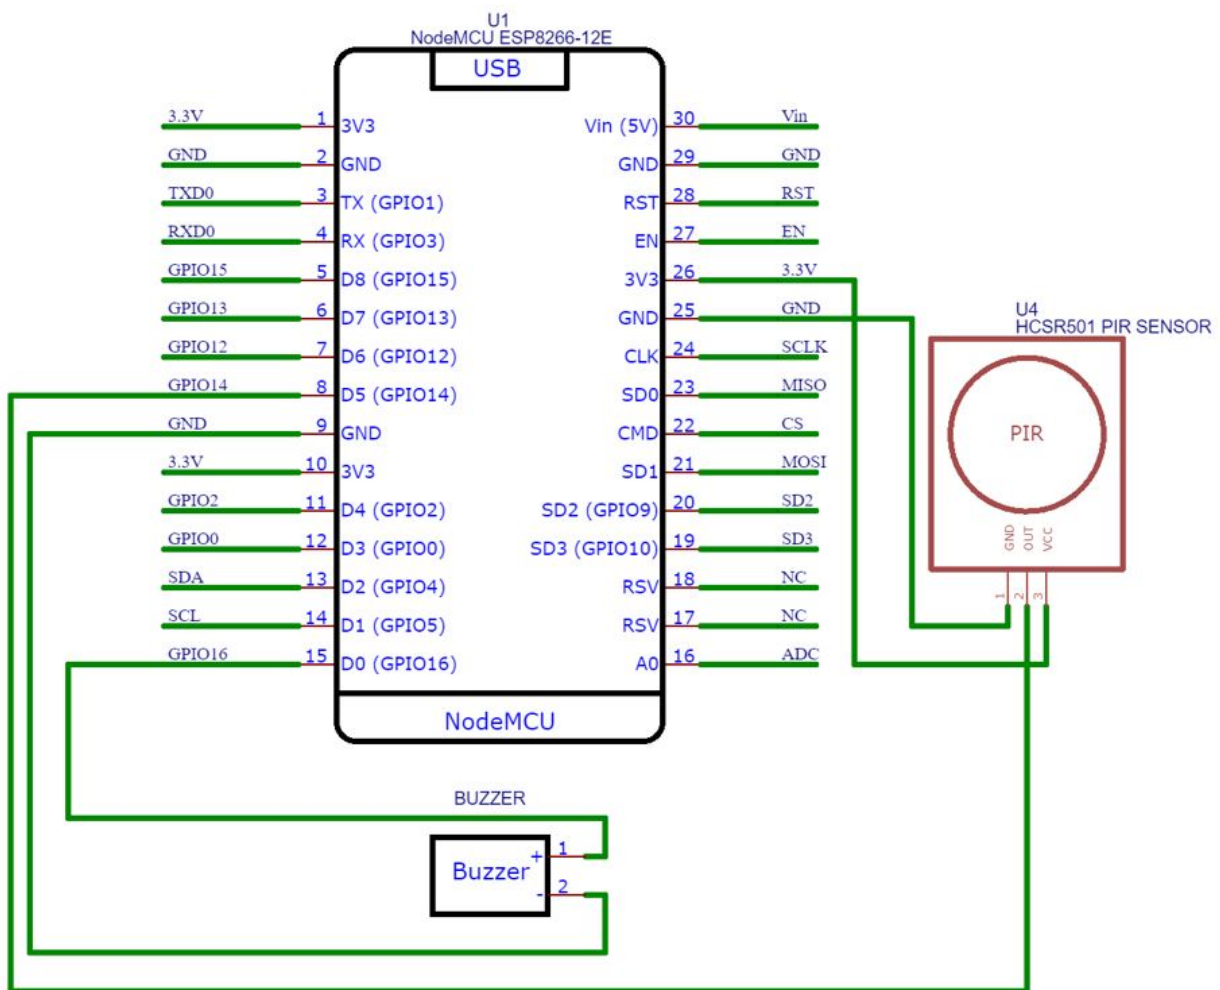 U1
NodeMCU ESP8266-12E
USB
3.3V 1 3V3
GND 2 GND
TXD0 3 TX (GPIO1)
RXD0 4 RX (GPIO3)
GPIO15 5 D8 (GPIO15)
GPIO13 6 D7 (GPIO13)
GPIO12 7 D6 (GPIO12)
GPIO14 8 D5 (GPIO14)
GND 9 GND
3.3V 10 3V3
GPIO2 11 D4 (GPIO2)
GPIO0 12 D3 (GPIO0)
SDA 13 D2 (GPIO4)
SCL 14 D1 (GPIO5)
GPIO16 15 D0 (GPIO16)
Vin (5V) 30 Vin
GND 29 GND
RST 28 RST
EN 27 EN
3V3 26 3.3V
GND 25 GND
CLK 24 SCLK
SD0 23 MISO
CMD 22 CS
SD1 21 MOSI
SD2 (GPIO9) 20 SD2
SD3 (GPIO10) 19 SD3
RSV 18 NC
RSV 17 NC
A0 16 ADC
NodeMCU
U4
HCSR501 PIR SENSOR
PIR
GND
OUT
VCC
1
2
3
BUZZER
Buzzer
+ 1
- 2